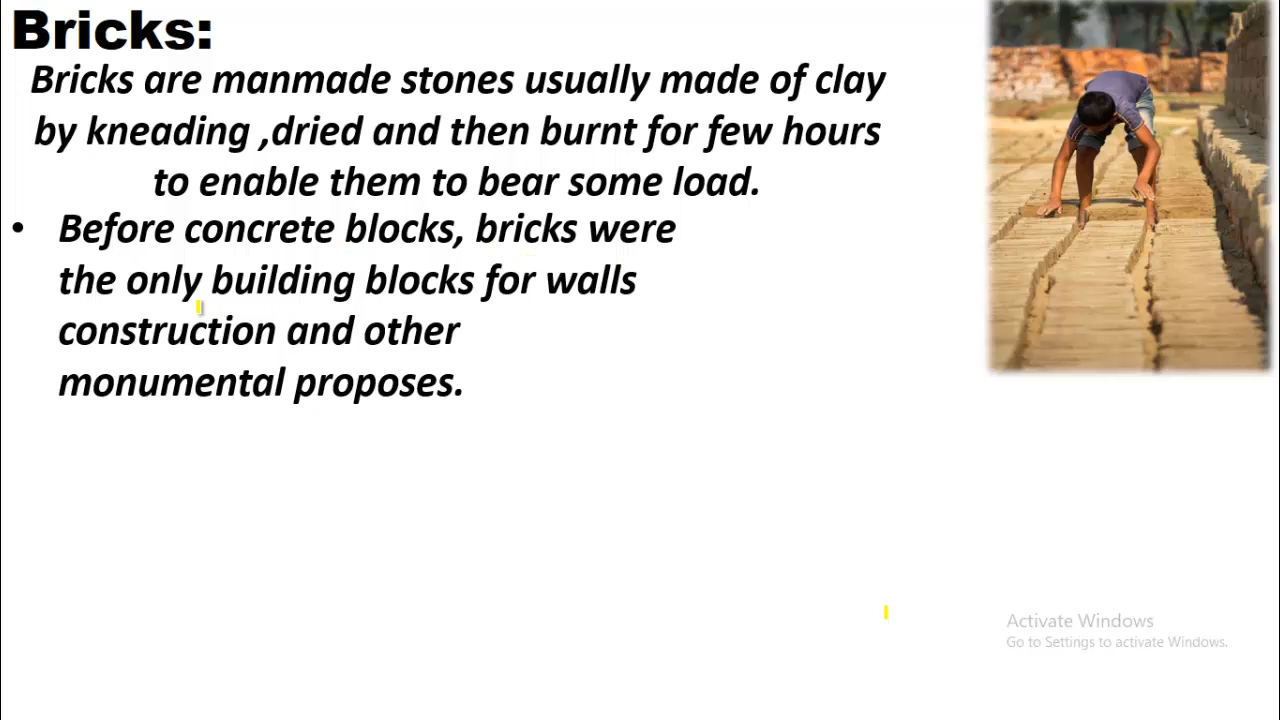 Bricks:
Bricks are manmade stones usually made of clay
by kneading ,dried and then burnt for few hours
to enable them to bear some load.
• Before concrete blocks, bricks were
the only building blocks for walls
construction and other
monumental proposes.
Activate Windows
Go to Settings to activate Windows.